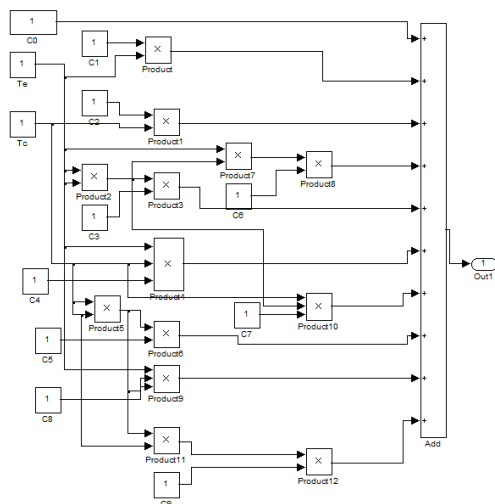 1
C0
1
C1
×
Product
1
Te
1
C2
×
Product1
1
Tc
×
Product7
×
Product8
×
Product2
×
Product3
1
C3
1
C6
×
Product4
1
C4
×
Product5
×
Product10
1
C7
1
C5
×
Product6
×
Product9
1
C8
×
Product11
×
Product12
1
C9
+
+
+
+
+
+
+
+
+
+
Add
1
Out1